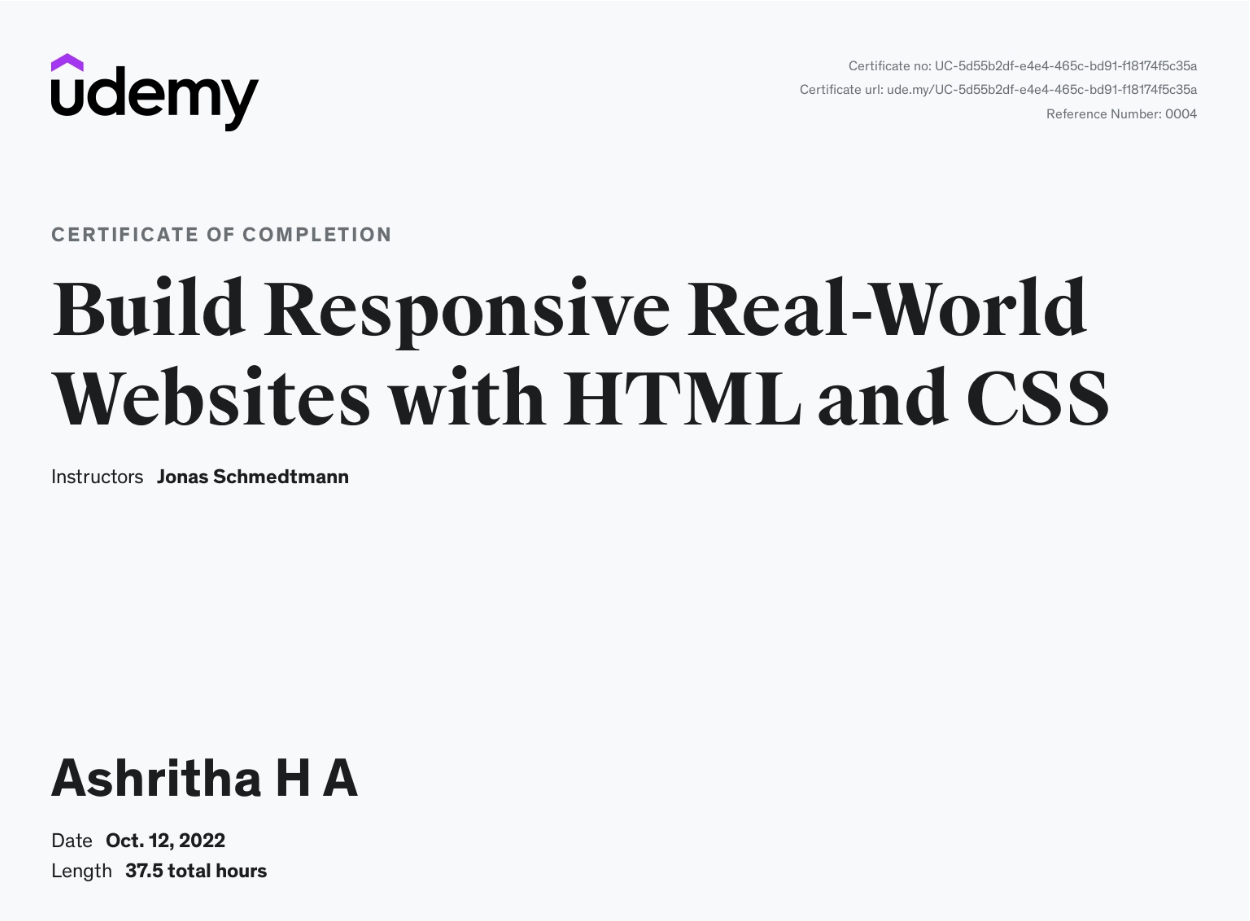 udemy
Certificate no: UC-5d55b2df-e4e4-465c-bd91-f18174f5c35a
Certificate url: ude.my/UC-5d55b2df-e4e4-465c-bd91-f18174f5c35a
Reference Number: 0004
CERTIFICATE OF COMPLETION
Build Responsive Real-World
Websites with HTML and CSS
Instructors Jonas Schmedtmann
Ashritha H A
Date Oct. 12, 2022
Length 37.5 total hours